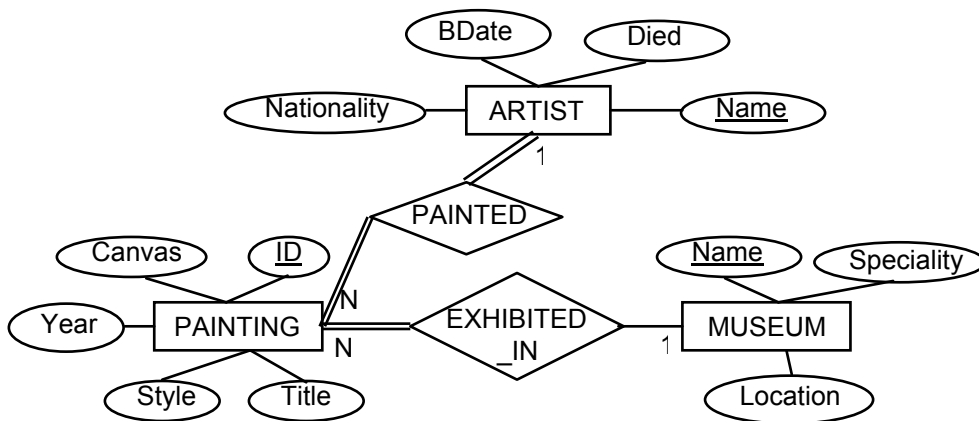 BDate
Died
Nationality
ARTIST
Name
1
PAINTED
Canvas
ID
Name
Speciality
N
Year
PAINTING
EXHIBITED
_IN
MUSEUM
N
1
Style
Title
Location